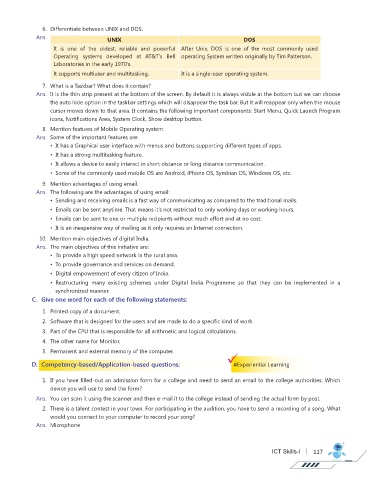 6. Differentiate between UNIX and DOS.
Ans.
UNIX DOS
It is one of the oldest, reliable and powerful Operating systems developed at AT&T's Bell Laboratories in the early 1970's.
After Unix, DOS is one of the most commonly used operating System written originally by Tim Patterson.
It supports multiuser and multitasking. It is a single-user operating system.
7. What is a Taskbar? What does it contain?
Ans. It is the thin strip present at the bottom of the screen. By default it is always visible at the bottom but we can choose
the auto hide option in the taskbar settings which will disappear the task bar. But it will reappear only when the mouse
cursor moves down to that area. It contains the following important components: Start Menu, Quick Launch Program
Icons, Notifications Area, System Clock, Show desktop button.
8. Mention features of Mobile Operating system.
Ans. Some of the important features are:
• It has a Graphical user interface with menus and buttons supporting different types of apps.
• It has a strong multitasking feature.
• It allows a device to easily interact in short distance or long distance communication.
• Some of the commonly used mobile OS are Android, iPhone OS, Symbian OS, Windows OS, etc.
9. Mention advantages of using email.
Ans. The following are the advantages of using email:
• Sending and receiving emails is a fast way of communicating as compared to the traditional mails.
• Emails can be sent anytime. That means it's not restricted to only working days or working hours.
• Emails can be sent to one or multiple recipients without much effort and at no cost.
• It is an inexpensive way of mailing as it only requires an Internet connection.
10. Mention main objectives of digital India.
Ans. The main objectives of this initiative are:
• To provide a high speed network in the rural area.
• To provide governance and services on demand.
• Digital empowerment of every citizen of India.
• Restructuring many existing schemes under Digital India Programme so that they can be implemented in a
synchronized manner.
C. Give one word for each of the following statements:
1. Printed copy of a document.
2. Software that is designed for the users and are made to do a specific kind of work.
3. Part of the CPU that is responsible for all arithmetic and logical calculations.
4. The other name for Monitor.
5. Permanent and external memory of the computer.
D. Competency-based/Application-based questions: #Experiential Learning
1. If you have filled-out an admission form for a college and need to send an email to the college authorities. Which
device you will use to send the form?
Ans. You can scan it using the scanner and then e-mail it to the college instead of sending the actual form by post.
2. There is a talent contest in your town. For participating in the audition, you have to send a recording of a song. What
would you connect to your computer to record your song?
Ans. Microphone
ICT Skills-I | 117